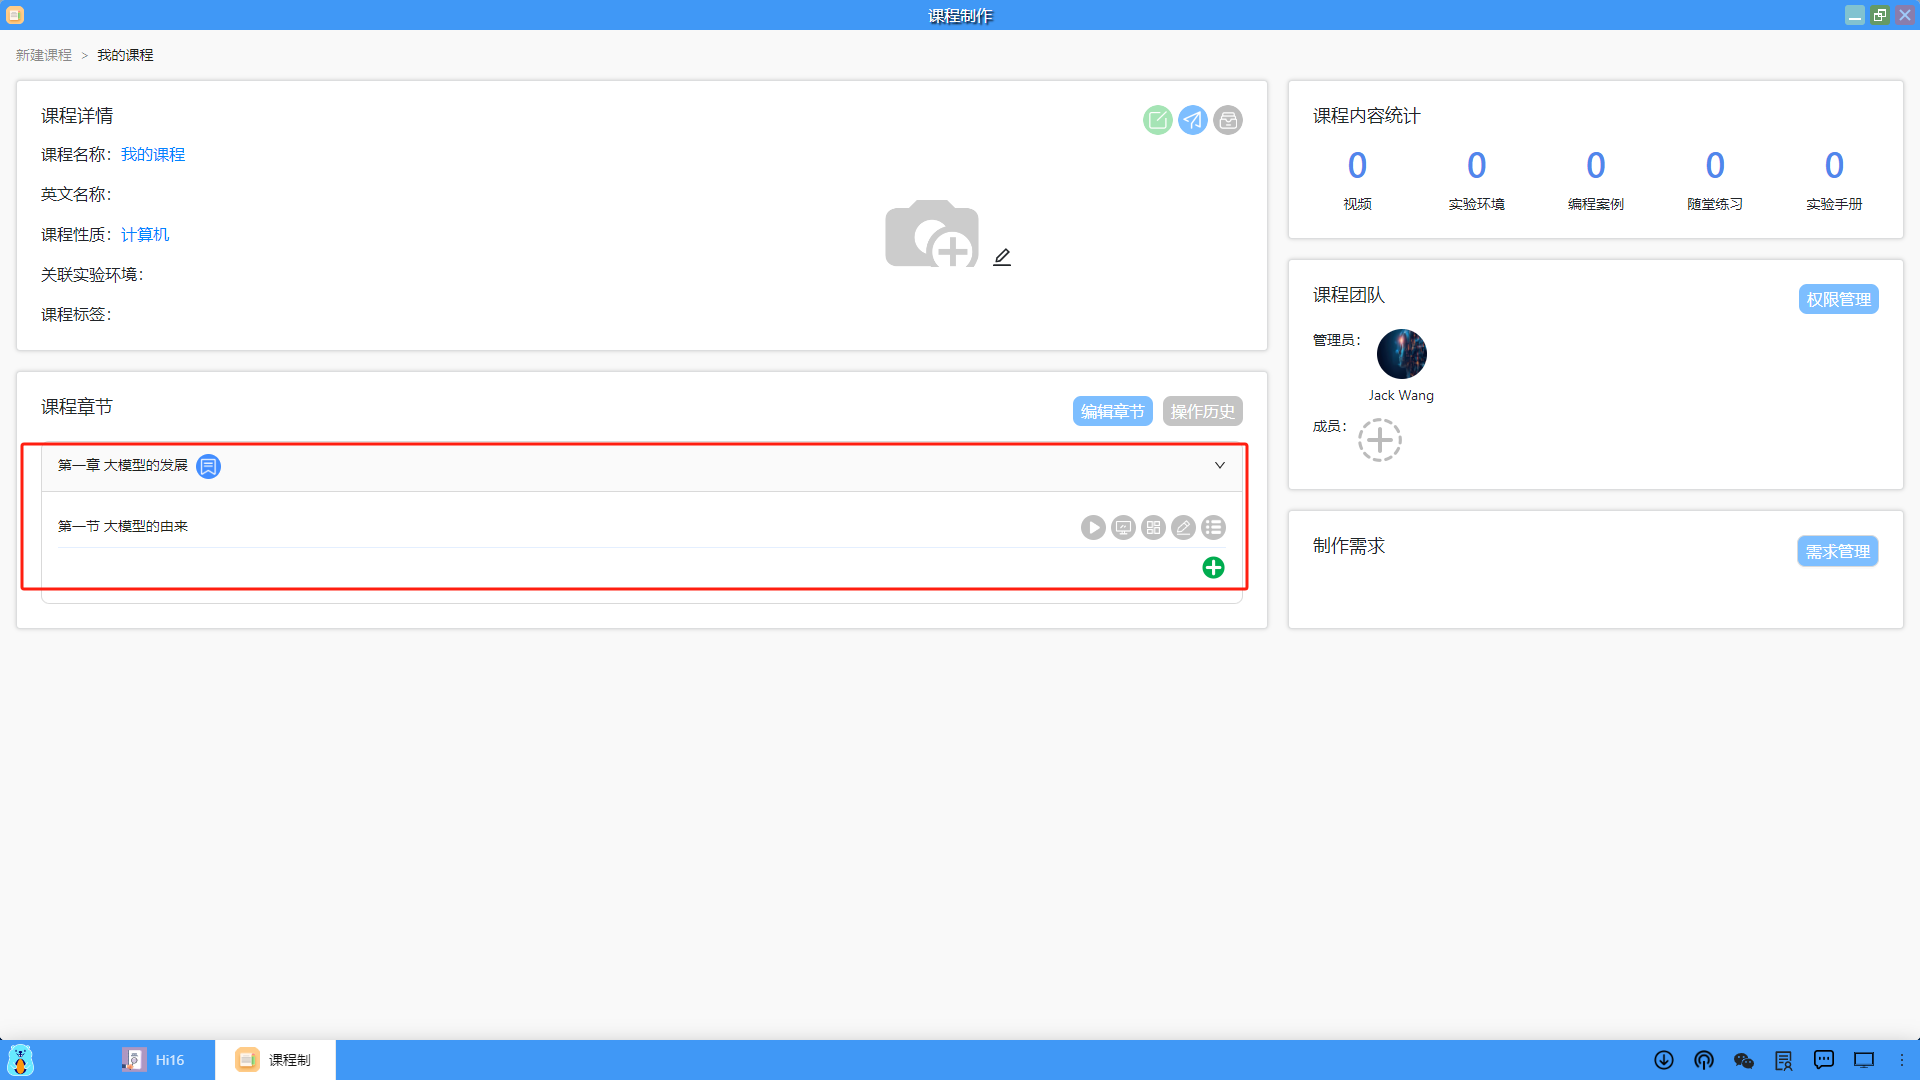 课程制作
新建课程 > 我的课程
课程详情
课程名称：我的课程
英文名称：
课程性质：计算机
关联实验环境：
课程标签：
课程内容统计
0 0 0 0 0
视频 实验环境 编程案例 随堂练习 实验手册
课程团队
权限管理
管理员：
Jack Wang
成员：
课程章节
编辑章节 操作历史
第一章 大模型的发展
第一节 大模型的由来
制作需求
需求管理
Hi16
课程制